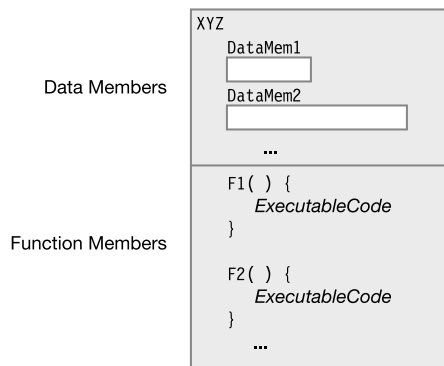 XYZ
DataMem1
Data Members
DataMem2
...
F1( ) {
ExecutableCode
}
Function Members
F2( ) {
ExecutableCode
}
...